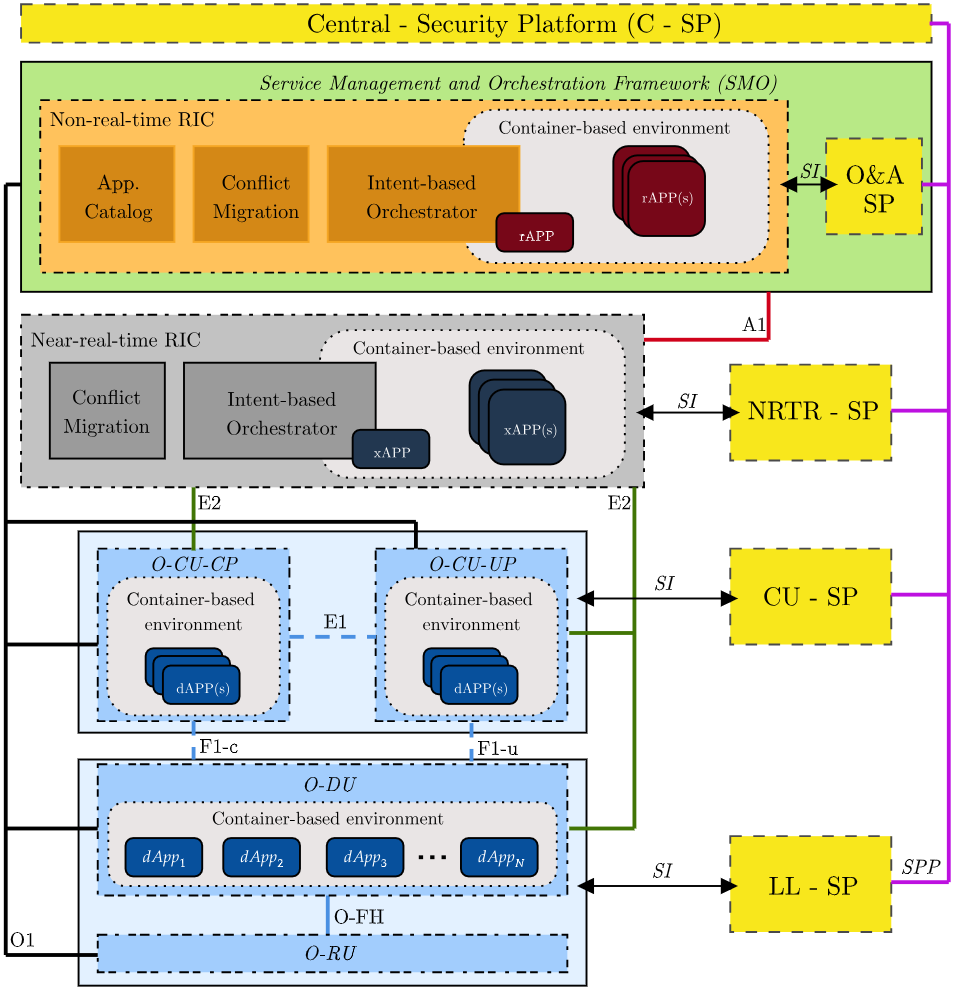 Central - Security Platform (C - SP)
Service Management and Orchestration Framework (SMO)
Non-real-time RIC
Container-based environment
App.
Catalog
Conflict
Migration
Intent-based
Orchestrator
rAPP
rAPP(s)
SI
O&A
SP
A1
Near-real-time RIC
Container-based environment
Conflict
Migration
Intent-based
Orchestrator
xAPP
xAPP(s)
SI
NRTR - SP
E2
E2
O-CU-CP
Container-based
environment
dAPP(s)
E1
O-CU-UP
Container-based
environment
dAPP(s)
SI
CU - SP
F1-c
F1-u
O-DU
Container-based environment
dApp1
dApp2
dApp3
...
dAppN
SI
LL - SP
SPP
O-FH
O1
O-RU